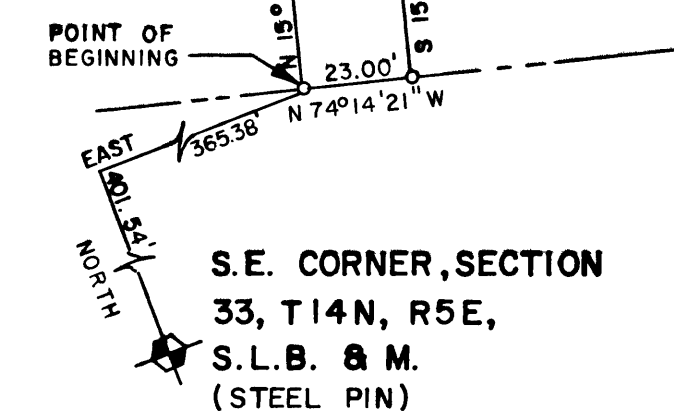 POINT OF
BEGINNING
N 15°
S 15
23.00'
N 74°14'21" W
EAST
365.38'
401.54'
NORTH
S.E. CORNER, SECTION
33, T14N, R5E,
S.L.B. & M.
(STEEL PIN)